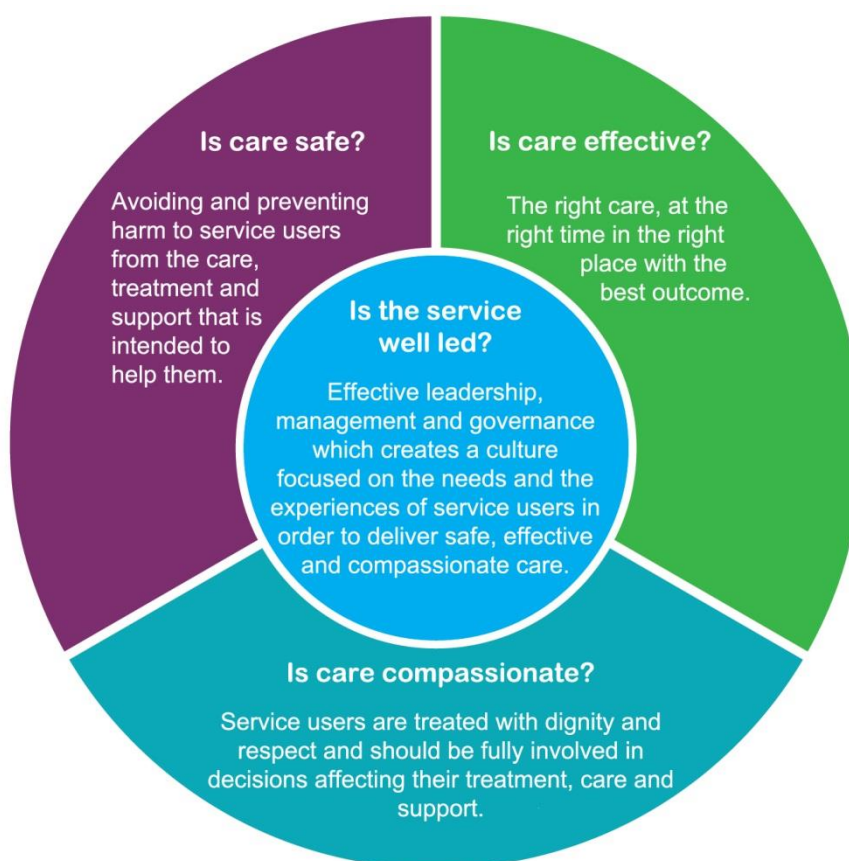 Is care safe?
Avoiding and preventing
harm to service users
from the care,
treatment and
support that is
intended to
help them.
Is care effective?
The right care, at the
right time in the right
place with the
best outcome.
Is the service
well led?
Effective leadership,
management and governance
which creates a culture
focused on the needs and the
experiences of service users in
order to deliver safe, effective
and compassionate care.
Is care compassionate?
Service users are treated with dignity and
respect and should be fully involved in
decisions affecting their treatment, care and
support.